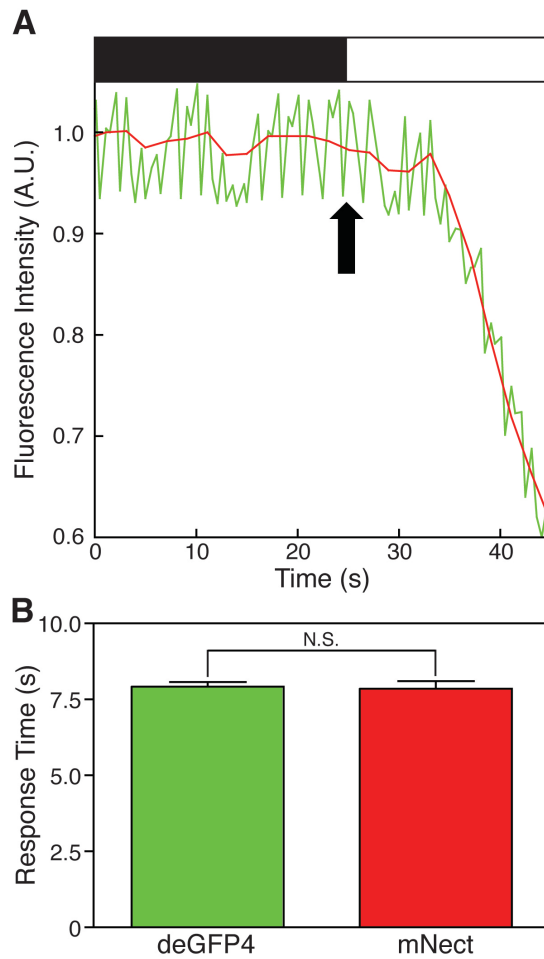 A
Fluorescence Intensity (A.U.)
1.0
0.9
0.8
0.7
0.6
0 10 20 30 40
Time (s)
B
Response Time (s)
10.0
7.5
5.0
2.5
0
N.S.
deGFP4 mNect